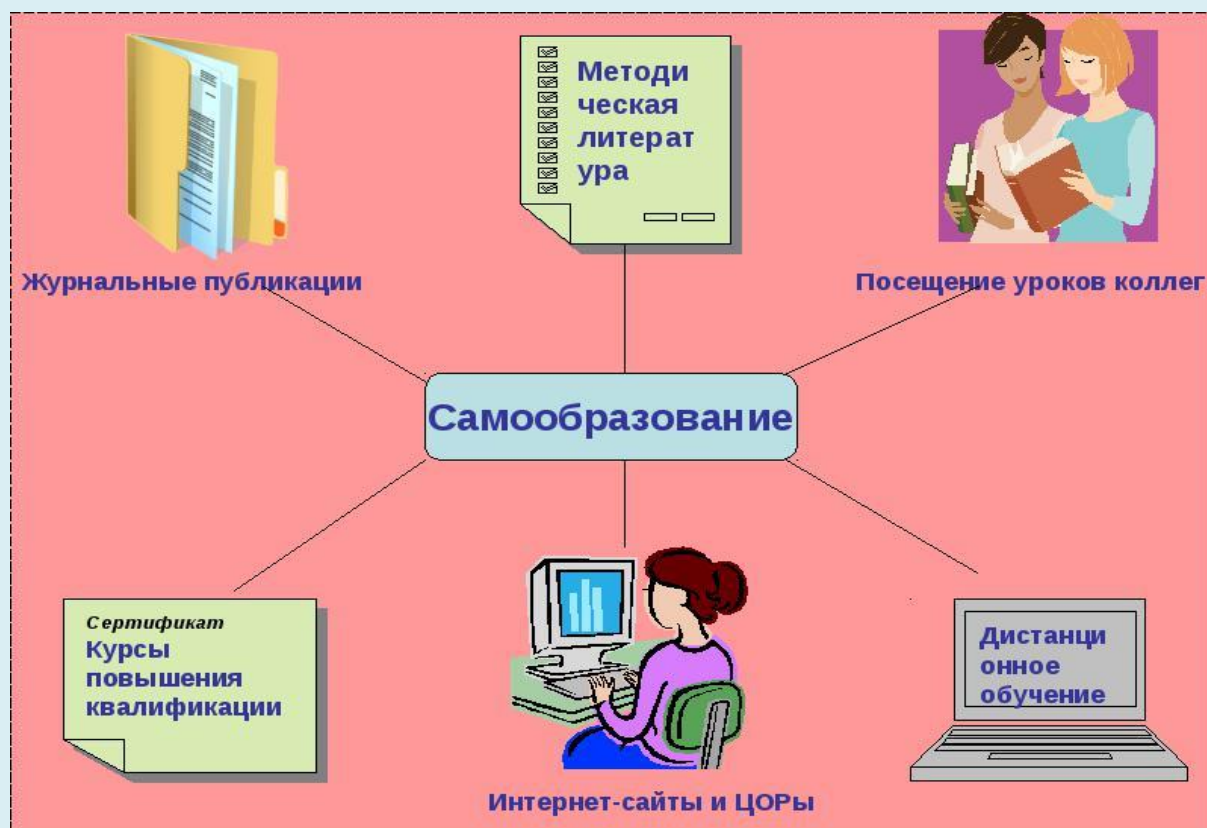 Методи
ческая
литерат
ура
Журнальные публикации
Посещение уроков коллег
Самообразование
Сертификат
Курсы
повышения
квалификации
Дистанци
онное
обучение
Интернет-сайты и ЦОРы